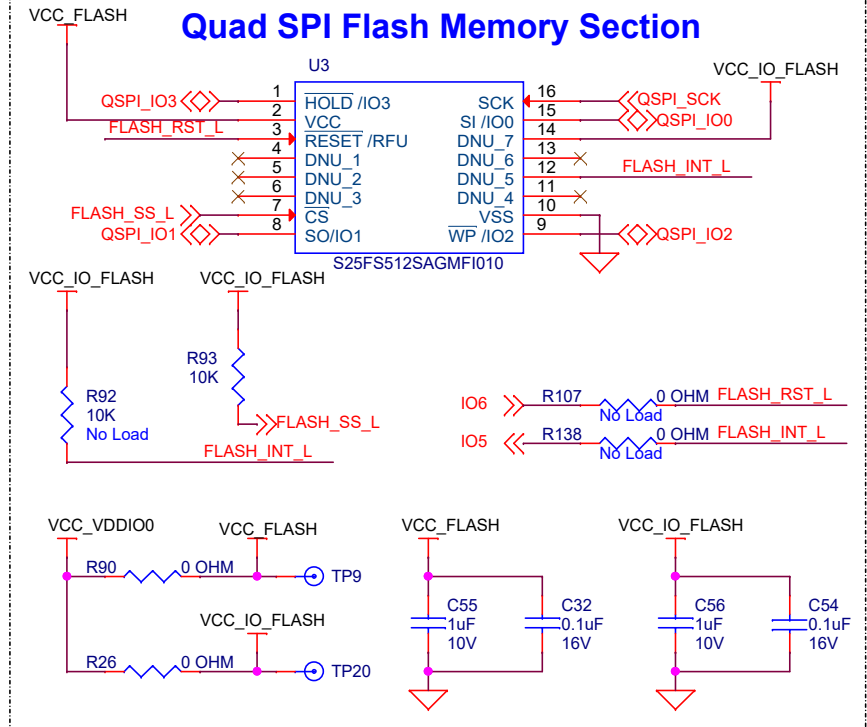 VCC_FLASH
Quad SPI Flash Memory Section
U3
VCC_IO_FLASH
QSPI_IO3 1 HOLD /IO3 SCK 16 QSPI_SCK
2 VCC SI /IO0 15 QSPI_IO0
FLASH_RST_L 3 RESET /RFU DNU_7 14
4 DNU_1 DNU_6 13
5 DNU_2 DNU_5 12 FLASH_INT_L
6 DNU_3 DNU_4 11
FLASH_SS_L 7 CS VSS 10
QSPI_IO1 8 SO/IO1 WP /IO2 9 QSPI_IO2
S25FS512SAGMFI010
VCC_IO_FLASH VCC_IO_FLASH
R93
10K
R92
10K
No Load
FLASH_SS_L
FLASH_INT_L
IO6 R107 0 OHM FLASH_RST_L
No Load
IO5 R138 0 OHM FLASH_INT_L
No Load
VCC_VDDIO0 VCC_FLASH
R90 0 OHM TP9
VCC_IO_FLASH
R26 0 OHM TP20
VCC_FLASH
C55 C32
1uF 0.1uF
10V 16V
VCC_IO_FLASH
C56 C54
1uF 0.1uF
10V 16V